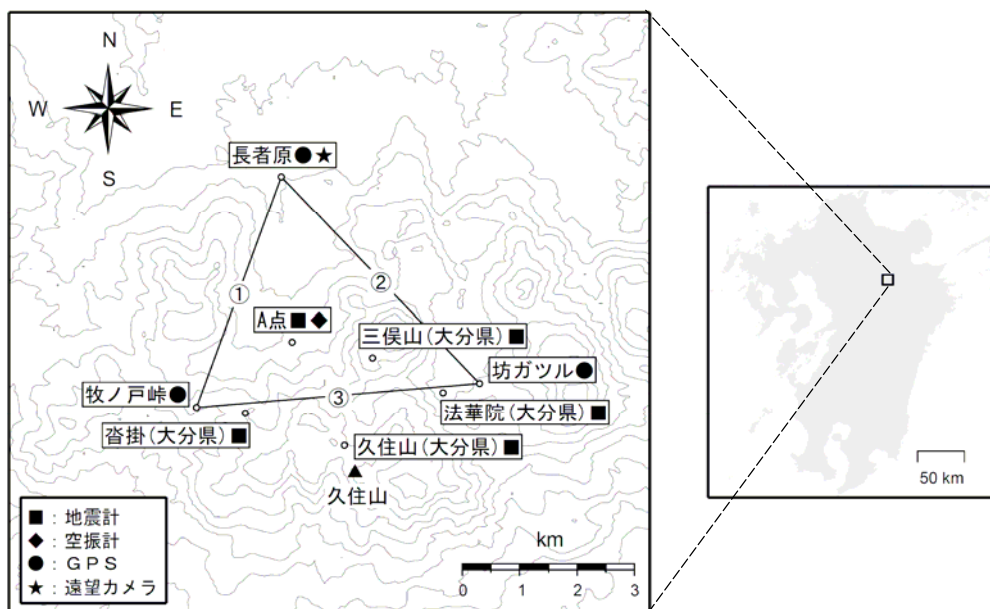 N
W E
S
長者原●★
①
②
A点■◆
三俣山(大分県)■
坊ガツル●
牧ノ戸峠●
③
法華院(大分県)■
沓掛(大分県)■
久住山(大分県)■
▲
久住山
■：地震計
◆：空振計
●：ＧＰＳ
★：遠望カメラ
km
0 1 2 3
50 km